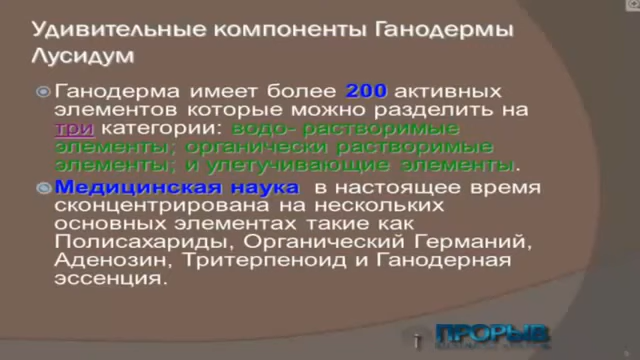 Удивительные компоненты Ганодермы
Лусидум
Ганодерма имеет более 200 активных
элементов которые можно разделить на
три категории: водо- растворимые
элементы; органически растворимые
элементы; и улетучивающие элементы.
Медицинская наука в настоящее время
сконцентрирована на нескольких
основных элементах такие как
Полисахариды, Органический Германий,
Аденозин, Тритерпеноид и Ганодерная
эссенция.
ПРОРЫВ